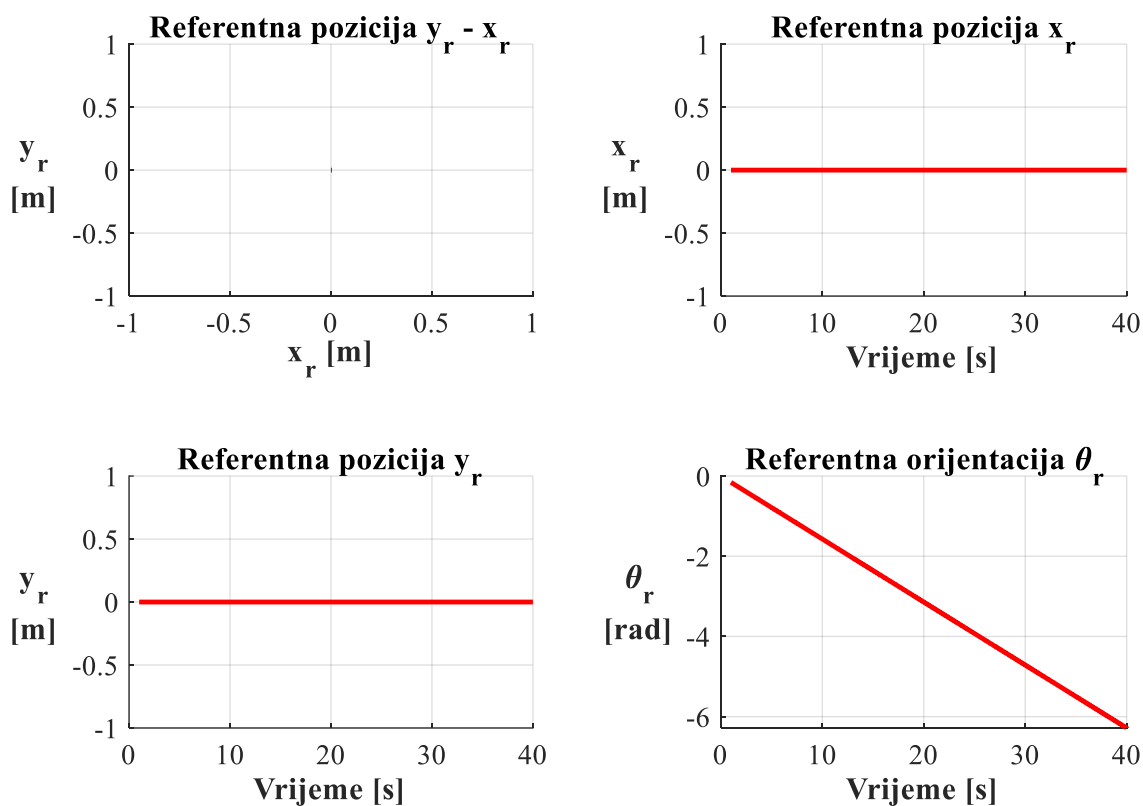 Referentna pozicija y_r - x_r
1
0.5
0
-0.5
-1
y_r
[m]
-1 -0.5 0 0.5 1
x_r [m]
Referentna pozicija x_r
1
0.5
0
-0.5
-1
x_r
[m]
0 10 20 30 40
Vrijeme [s]
Referentna pozicija y_r
1
0.5
0
-0.5
-1
y_r
[m]
0 10 20 30 40
Vrijeme [s]
Referentna orijentacija θ_r
0
-2
-4
-6
θ_r
[rad]
0 10 20 30 40
Vrijeme [s]